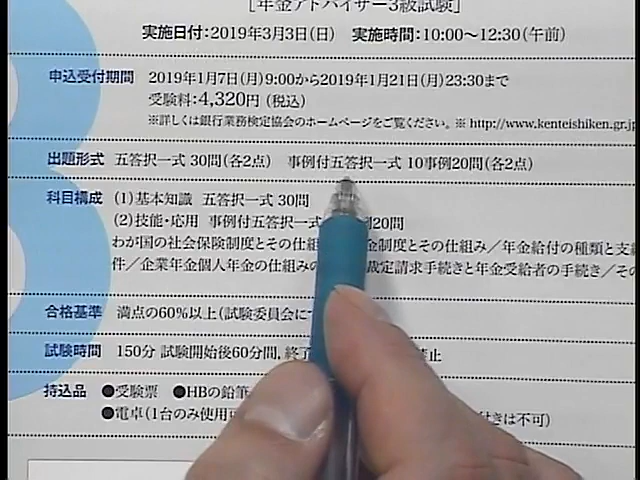 [年金アドバイザー3級試験]
実施日付:2019年3月3日(日) 実施時間:10:00〜12:30(午前)
申込受付期間 2019年1月7日(月)9:00から2019年1月21日(月)23:30まで
受験料:4,320円(税込)
※詳しくは銀行業務検定協会のホームページをご覧ください。※ http://www.kenteishiken.gr.jp
出題形式 五答択一式 30問(各2点) 事例付五答択一式 10事例20問(各2点)
科目構成 (1)基本知識 五答択一式 30問
(2)技能・応用 事例付五答択一式 例20問
わが国の社会保険制度とその仕組 金制度とその仕組み/年金給付の種類と支給
件/企業年金個人年金の仕組みの 裁定請求手続きと年金受給者の手続き/その
合格基準 満点の60%以上(試験委員会に
試験時間 150分 試験開始後60分間、終了 禁止
持込品 ●受験票 ●HBの鉛筆
●電卓(1台のみ使用可 付きは不可)